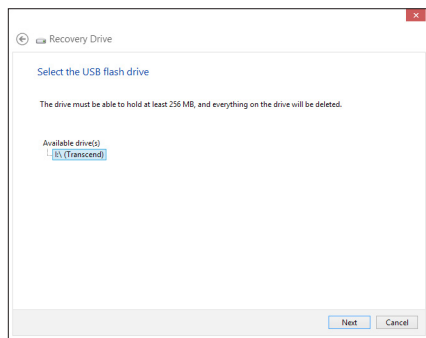 Recovery Drive
Select the USB flash drive
The drive must be able to hold at least 256 MB, and everything on the drive will be deleted.
Available drive(s)
I:\ (Transcend)
Next
Cancel